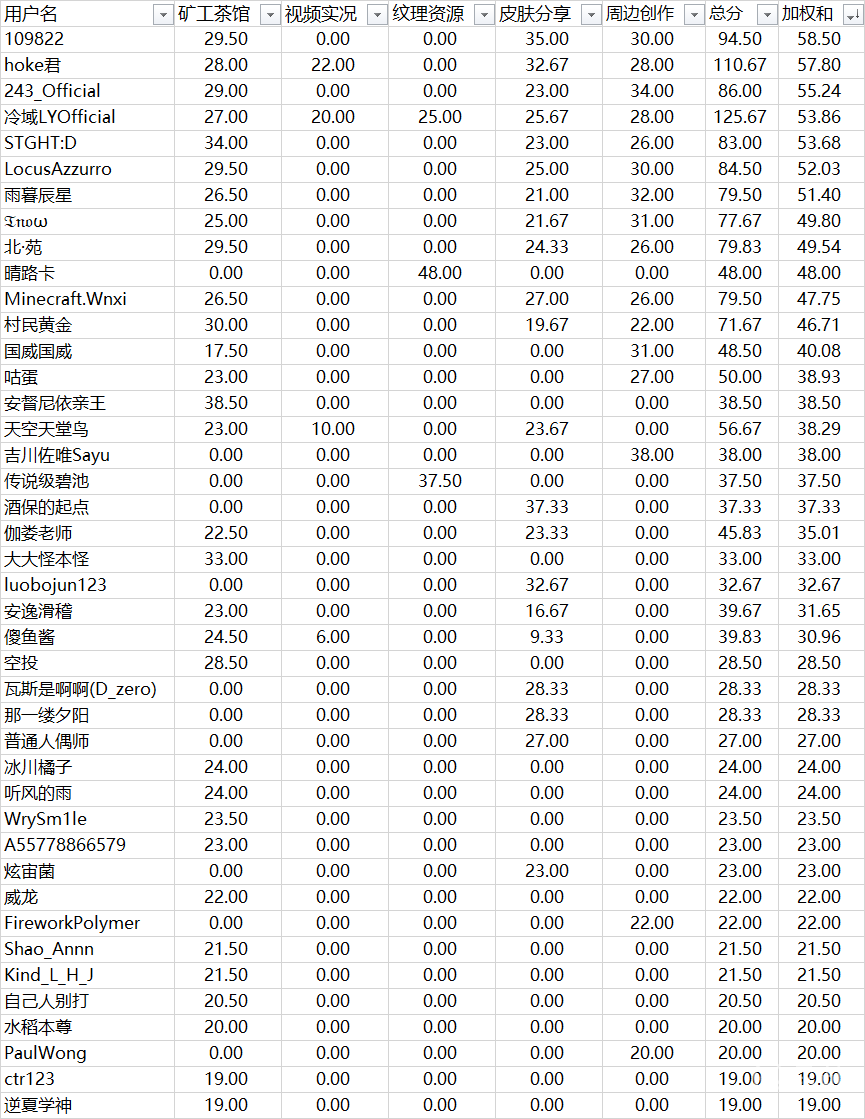 用户名 矿工茶馆 视频实况 纹理资源 皮肤分享 周边创作 总分 加权和
109822 29.50 0.00 0.00 35.00 30.00 94.50 58.50
hoke君 28.00 22.00 0.00 32.67 28.00 110.67 57.80
243_Official 29.00 0.00 0.00 23.00 34.00 86.00 55.24
冷域LYOfficial 27.00 20.00 25.00 25.67 28.00 125.67 53.86
STGHT:D 34.00 0.00 0.00 23.00 26.00 83.00 53.68
LocusAzzurro 29.50 0.00 0.00 25.00 30.00 84.50 52.03
雨暮辰星 26.50 0.00 0.00 21.00 32.00 79.50 51.40
𝔗𝔫𝔳ω 25.00 0.00 0.00 21.67 31.00 77.67 49.80
北·苑 29.50 0.00 0.00 24.33 26.00 79.83 49.54
晴路卡 0.00 0.00 48.00 0.00 0.00 48.00 48.00
Minecraft.Wnxi 26.50 0.00 0.00 27.00 26.00 79.50 47.75
村民黄金 30.00 0.00 0.00 19.67 22.00 71.67 46.71
国威国威 17.50 0.00 0.00 0.00 31.00 48.50 40.08
咕蛋 23.00 0.00 0.00 0.00 27.00 50.00 38.93
安督尼依亲王 38.50 0.00 0.00 0.00 0.00 38.50 38.50
天空天堂鸟 23.00 10.00 0.00 23.67 0.00 56.67 38.29
吉川佐唯Sayu 0.00 0.00 0.00 0.00 38.00 38.00 38.00
传说级碧池 0.00 0.00 37.50 0.00 0.00 37.50 37.50
酒保的起点 0.00 0.00 0.00 37.33 0.00 37.33 37.33
伽娄老师 22.50 0.00 0.00 23.33 0.00 45.83 35.01
大大怪本怪 33.00 0.00 0.00 0.00 0.00 33.00 33.00
luobojun123 0.00 0.00 0.00 32.67 0.00 32.67 32.67
安逸滑稽 23.00 0.00 0.00 16.67 0.00 39.67 31.65
傻鱼酱 24.50 6.00 0.00 9.33 0.00 39.83 30.96
空投 28.50 0.00 0.00 0.00 0.00 28.50 28.50
瓦斯是啊啊(D_zero) 0.00 0.00 0.00 28.33 0.00 28.33 28.33
那一缕夕阳 0.00 0.00 0.00 28.33 0.00 28.33 28.33
普通人偶师 0.00 0.00 0.00 27.00 0.00 27.00 27.00
冰川橘子 24.00 0.00 0.00 0.00 0.00 24.00 24.00
听风的雨 24.00 0.00 0.00 0.00 0.00 24.00 24.00
WrySm1le 23.50 0.00 0.00 0.00 0.00 23.50 23.50
A55778866579 23.00 0.00 0.00 0.00 0.00 23.00 23.00
炫宙菌 0.00 0.00 0.00 23.00 0.00 23.00 23.00
威龙 22.00 0.00 0.00 0.00 0.00 22.00 22.00
FireworkPolymer 0.00 0.00 0.00 0.00 22.00 22.00 22.00
Shao_Annn 21.50 0.00 0.00 0.00 0.00 21.50 21.50
Kind_L_H_J 21.50 0.00 0.00 0.00 0.00 21.50 21.50
自己人别打 20.50 0.00 0.00 0.00 0.00 20.50 20.50
水稻本尊 20.00 0.00 0.00 0.00 0.00 20.00 20.00
PaulWong 0.00 0.00 0.00 0.00 20.00 20.00 20.00
ctr123 19.00 0.00 0.00 0.00 0.00 19.00 19.00
逆夏学神 19.00 0.00 0.00 0.00 0.00 19.00 19.00